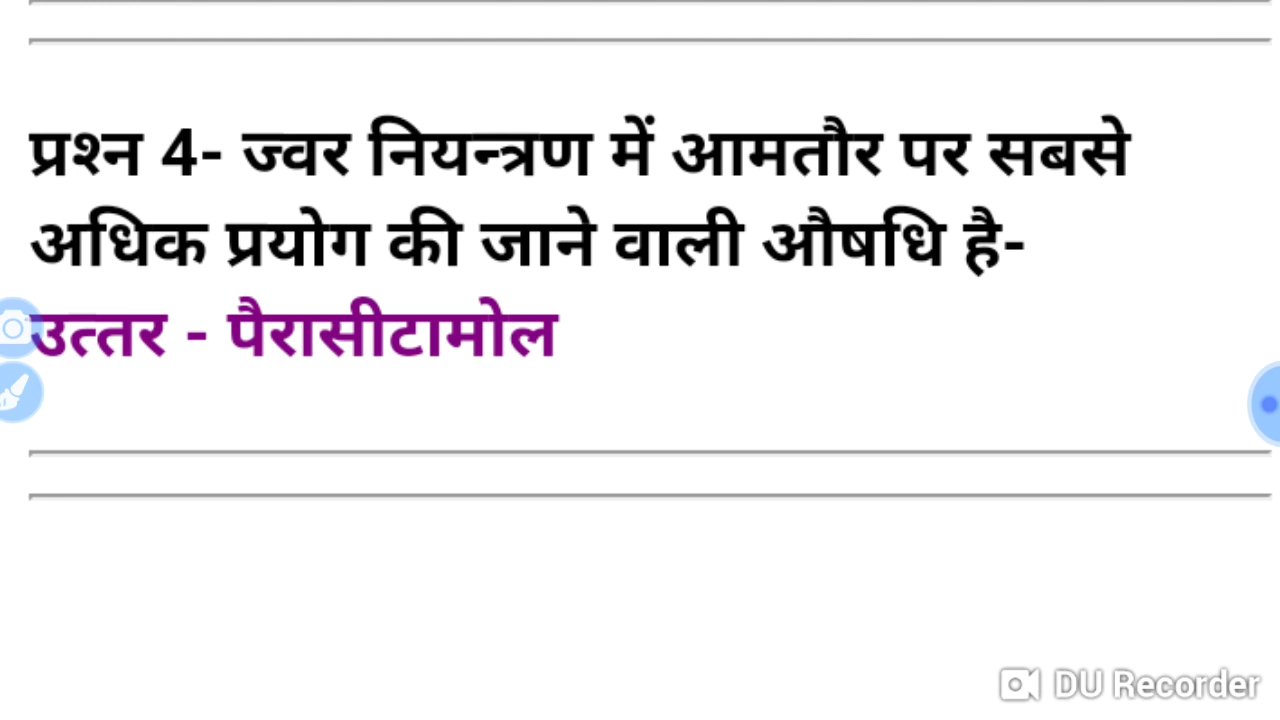 प्रश्न 4- ज्वर नियन्त्रण में आमतौर पर सबसे
अधिक प्रयोग की जाने वाली औषधि है-
उत्तर - पैरासीटामोल
DU Recorder